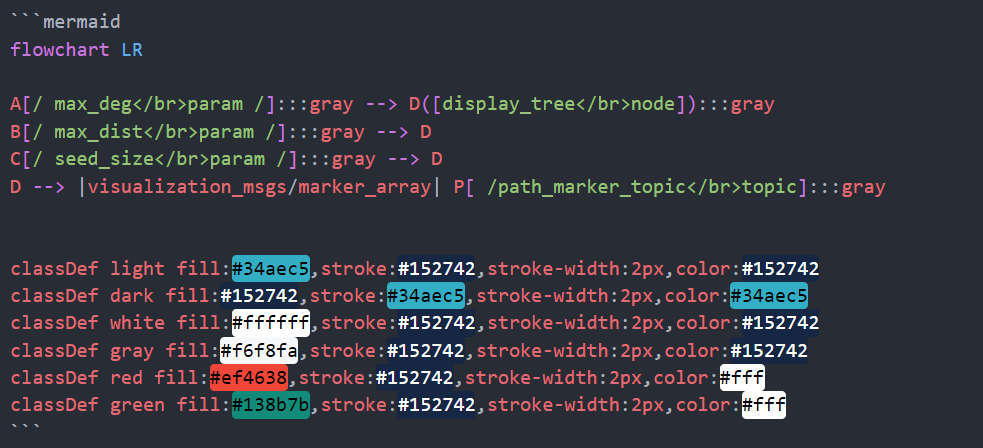 ```mermaid
flowchart LR
A[/ max_deg</br>param /]:::gray --> D([display_tree</br>node]):::gray
B[/ max_dist</br>param /]:::gray --> D
C[/ seed_size</br>param /]:::gray --> D
D --> |visualization_msgs/marker_array| P[ /path_marker_topic</br>topic]:::gray
classDef light fill:#34aec5,stroke:#152742,stroke-width:2px,color:#152742
classDef dark fill:#152742,stroke:#34aec5,stroke-width:2px,color:#34aec5
classDef white fill:#ffffff,stroke:#152742,stroke-width:2px,color:#152742
classDef gray fill:#f6f8fa,stroke:#152742,stroke-width:2px,color:#152742
classDef red fill:#ef4638,stroke:#152742,stroke-width:2px,color:#fff
classDef green fill:#138b7b,stroke:#152742,stroke-width:2px,color:#fff
```